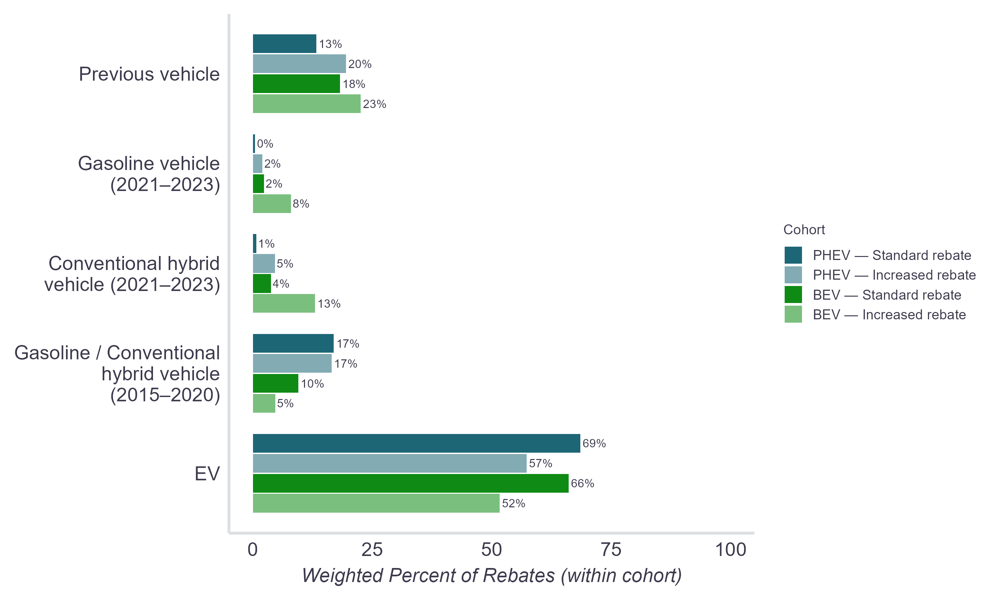 Previous vehicle
13%
20%
18%
23%
Gasoline vehicle
(2021–2023)
0%
2%
2%
8%
Conventional hybrid
vehicle (2021–2023)
1%
5%
4%
13%
Gasoline / Conventional
hybrid vehicle
(2015–2020)
17%
17%
10%
5%
EV
69%
57%
66%
52%
0
25
50
75
100
Weighted Percent of Rebates (within cohort)
Cohort
PHEV — Standard rebate
PHEV — Increased rebate
BEV — Standard rebate
BEV — Increased rebate